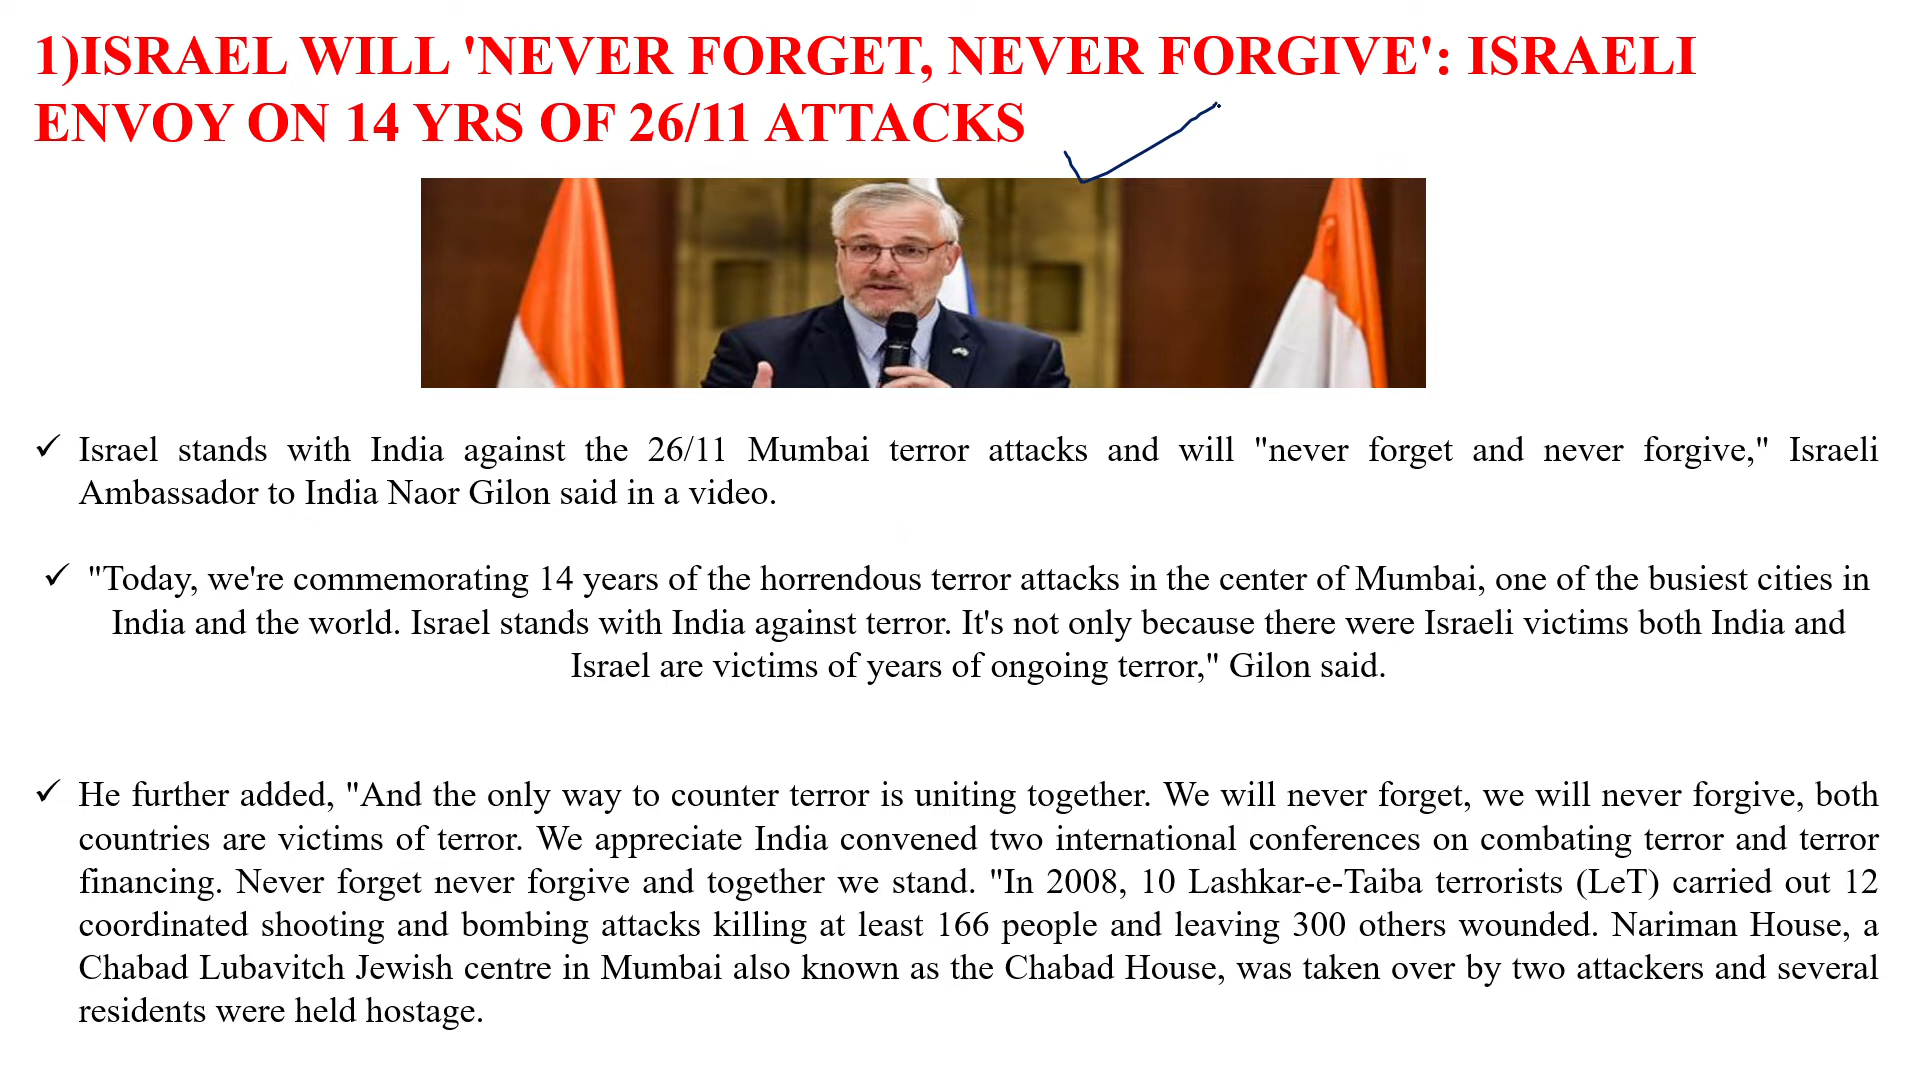 1)ISRAEL WILL 'NEVER FORGET, NEVER FORGIVE': ISRAELI
ENVOY ON 14 YRS OF 26/11 ATTACKS
✓ Israel stands with India against the 26/11 Mumbai terror attacks and will "never forget and never forgive," Israeli
Ambassador to India Naor Gilon said in a video.
✓ "Today, we're commemorating 14 years of the horrendous terror attacks in the center of Mumbai, one of the busiest cities in
India and the world. Israel stands with India against terror. It's not only because there were Israeli victims both India and
Israel are victims of years of ongoing terror," Gilon said.
✓ He further added, "And the only way to counter terror is uniting together. We will never forget, we will never forgive, both
countries are victims of terror. We appreciate India convened two international conferences on combating terror and terror
financing. Never forget never forgive and together we stand. "In 2008, 10 Lashkar-e-Taiba terrorists (LeT) carried out 12
coordinated shooting and bombing attacks killing at least 166 people and leaving 300 others wounded. Nariman House, a
Chabad Lubavitch Jewish centre in Mumbai also known as the Chabad House, was taken over by two attackers and several
residents were held hostage.